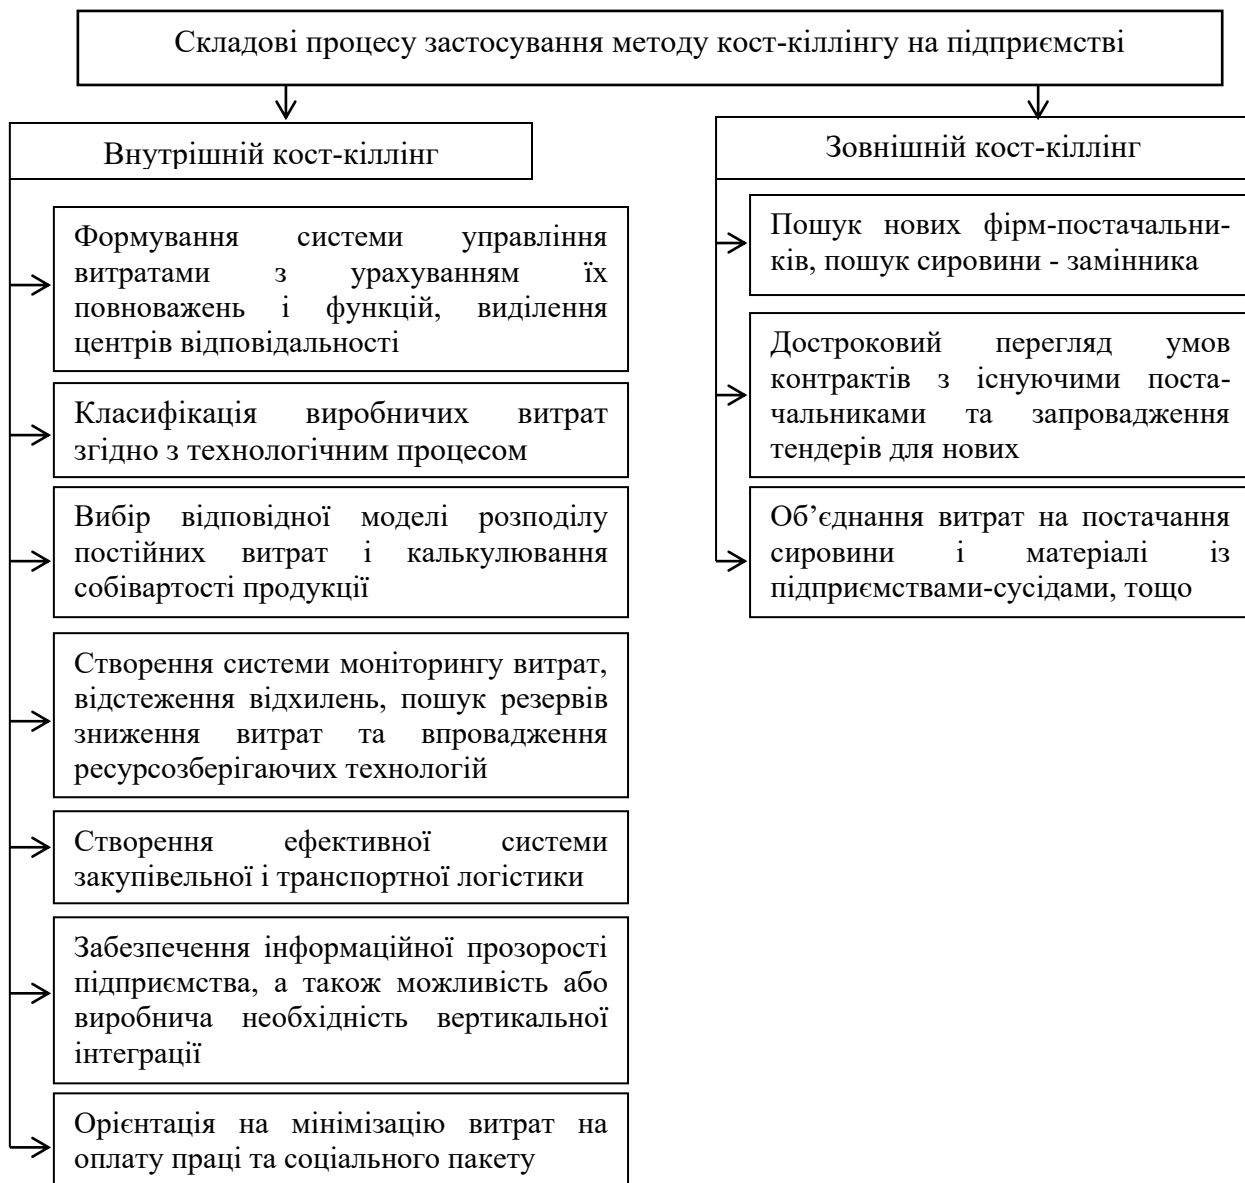 Складові процесу застосування методу кост-кіллінгу на підприємстві
Внутрішній кост-кіллінг
Формування системи управління
витратами з урахуванням їх
повноважень і функцій, виділення
центрів відповідальності
Класифікація виробничих витрат
згідно з технологічним процесом
Вибір відповідної моделі розподілу
постійних витрат і калькулювання
собівартості продукції
Створення системи моніторингу витрат,
відстеження відхилень, пошук резервів
зниження витрат та впровадження
ресурсозберігаючих технологій
Створення ефективної системи
закупівельної і транспортної логістики
Забезпечення інформаційної прозорості
підприємства, а також можливість або
виробнича необхідність вертикальної
інтеграції
Орієнтація на мінімізацію витрат на
оплату праці та соціального пакету
Зовнішній кост-кіллінг
Пошук нових фірм-постачальни-
ків, пошук сировини - замінника
Достроковий перегляд умов
контрактів з існуючими поста-
чальниками та запровадження
тендерів для нових
Об’єднання витрат на постачання
сировини і матеріалі із
підприємствами-сусідами, тощо